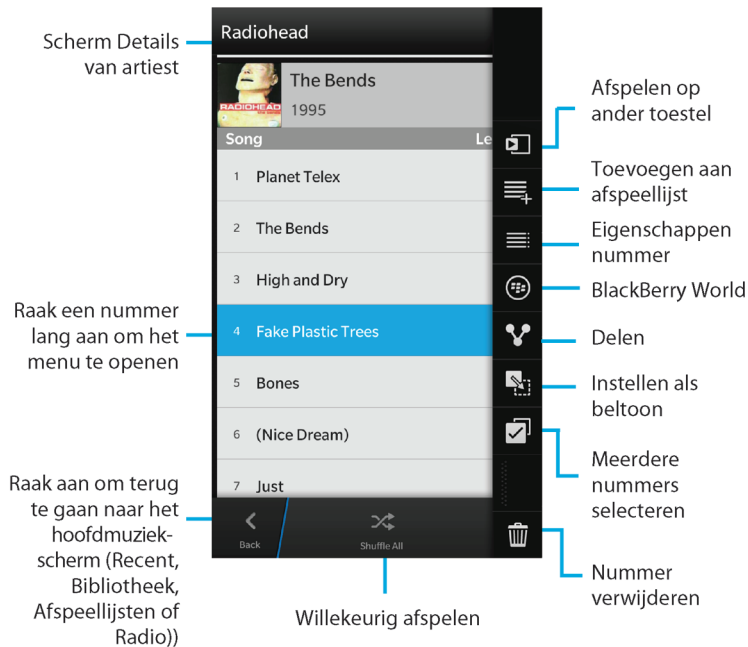 Scherm Details
van artiest
Raak een nummer
lang aan om het
menu te openen
Raak aan om terug
te gaan naar het
hoofdmuziek-
scherm (Recent,
Bibliotheek,
Afspeellijsten of
Radio))
Radiohead
RADIOHEAD
The Bends
1995
Song Le
1 Planet Telex
2 The Bends
3 High and Dry
4 Fake Plastic Trees
5 Bones
6 (Nice Dream)
7 Just
Back
Shuffle All
Willekeurig afspelen
Afspelen op
ander toestel
Toevoegen aan
afspeellijst
Eigenschappen
nummer
BlackBerry World
Delen
Instellen als
beltoon
Meerdere
nummers
selecteren
Nummer
verwijderen